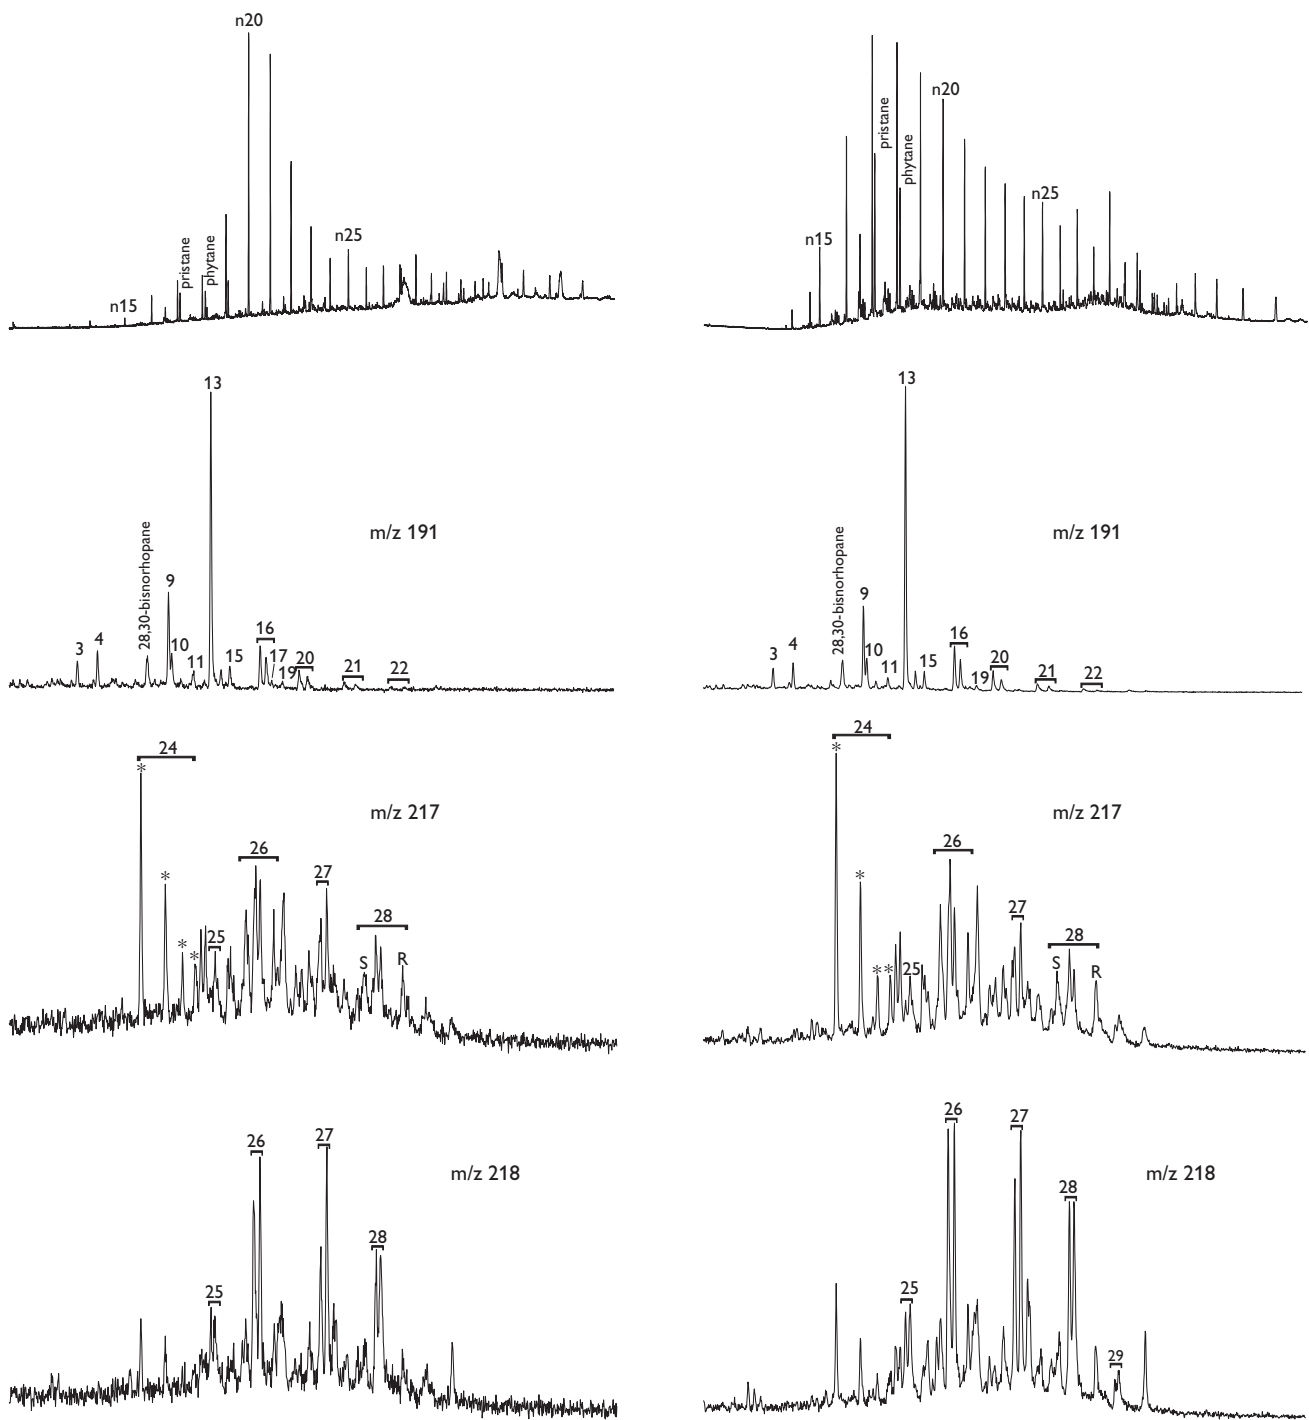 n20
pristane
phytane
n25
n15
pristane
phytane
n20
n25
n15
13
m/z 191
28,30-bisnorhopane
9
3
4
10
11
15
16
17
19
20
21
22
13
m/z 191
28,30-bisnorhopane
9
3
4
10
11
15
16
19
20
21
22
24
*
m/z 217
*
26
27
*
*
25
28
S
R
24
*
m/z 217
*
26
27
* *
25
28
S
R
26
27
m/z 218
28
25
26
27
m/z 218
28
25
29